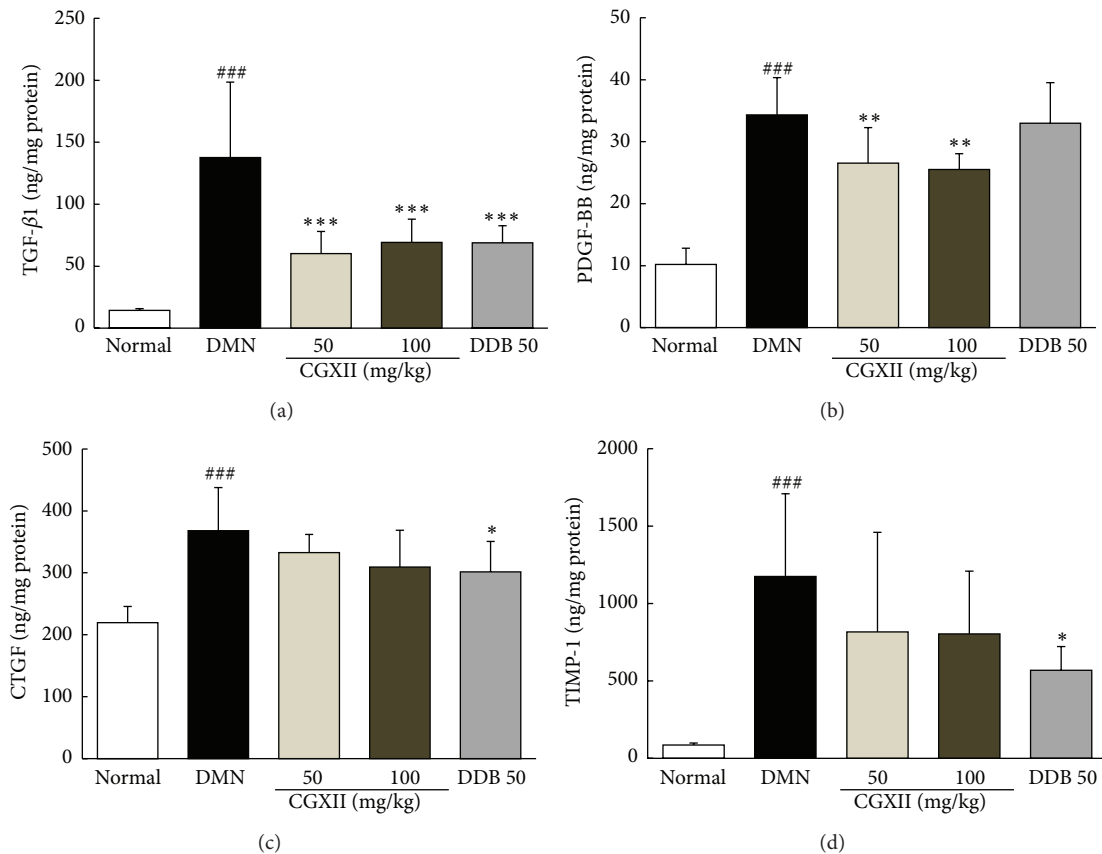 250
200
150
100
50
0
TGF-β1 (ng/mg protein)
###
***
***
***
Normal DMN 50 100 DDB 50
CGXII (mg/kg)
(a)
50
40
30
20
10
0
PDGF-BB (ng/mg protein)
###
**
**
Normal DMN 50 100 DDB 50
CGXII (mg/kg)
(b)
500
400
300
200
100
0
CTGF (ng/mg protein)
###
*
Normal DMN 50 100 DDB 50
CGXII (mg/kg)
(c)
2000
1500
1000
500
0
TIMP-1 (ng/mg protein)
###
*
Normal DMN 50 100 DDB 50
CGXII (mg/kg)
(d)